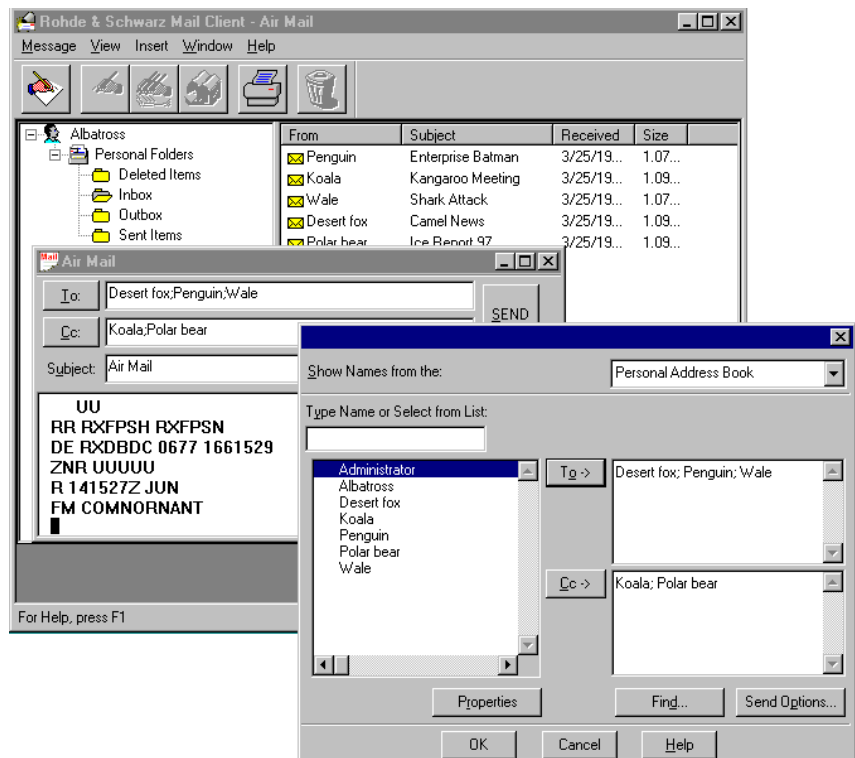 Rohde & Schwarz Mail Client - Air Mail
Message View Insert Window Help
Albatross
Personal Folders
Deleted Items
Inbox
Outbox
Sent Items
From Subject Received Size
Penguin Enterprise Batman 3/25/19... 1.07...
Koala Kangaroo Meeting 3/25/19... 1.09...
Wale Shark Attack 3/25/19... 1.07...
Desert fox Camel News 3/25/19... 1.09...
Polar bear Ice Report 97 3/25/19... 1.09...
Mail Air Mail
To: Desert fox;Penguin;Wale
SEND
Cc: Koala;Polar bear
Subject: Air Mail
UU
RR RXFPSH RXFPSN
DE RXDBDC 0677 1661529
ZNR UUUUU
R 141527Z JUN
FM COMNORNANT
For Help, press F1
Show Names from the: Personal Address Book
Type Name or Select from List:
Administrator
Albatross
Desert fox
Koala
Penguin
Polar bear
Wale
To -> Desert fox; Penguin; Wale
Cc -> Koala; Polar bear
Properties Find... Send Options...
OK Cancel Help